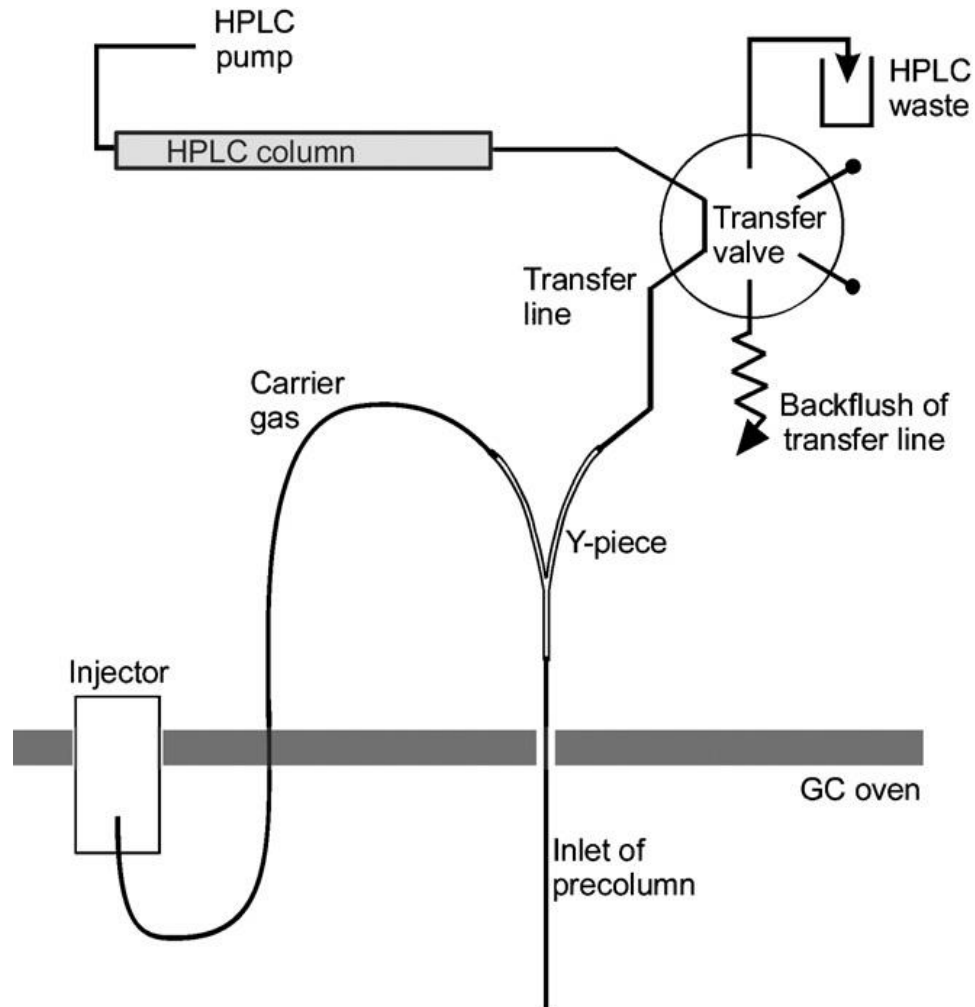 HPLC
pump
HPLC
waste
HPLC column
Transfer
valve
Transfer
line
Carrier
gas
Backflush of
transfer line
Y-piece
Injector
GC oven
Inlet of
precolumn